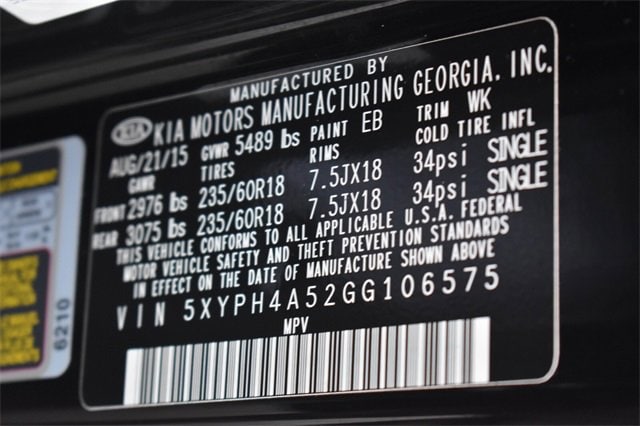 MANUFACTURED BY
KIA KIA MOTORS MANUFACTURING GEORGIA, INC.
AUG/21/15 GVWR 5489 lbs PAINT EB TRIM WK
GAWR TIRES RIMS COLD TIRE INFL
FRONT 2976 lbs 235/60R18 7.5JX18 34psi SINGLE
REAR 3075 lbs 235/60R18 7.5JX18 34psi SINGLE
THIS VEHICLE CONFORMS TO ALL APPLICABLE U.S.A. FEDERAL
MOTOR VEHICLE SAFETY AND THEFT PREVENTION STANDARDS
IN EFFECT ON THE DATE OF MANUFACTURE SHOWN ABOVE
VIN 5XYPH4A52GG106575
MPV
6210